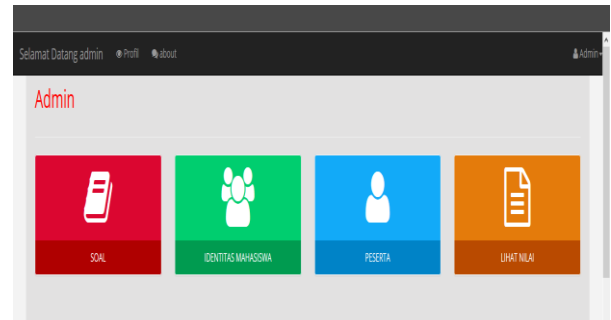 Selamat Datang admin Profil about Admin
Admin
SOAL IDENTITAS MAHASISWA PESERTA LIHAT NILAI